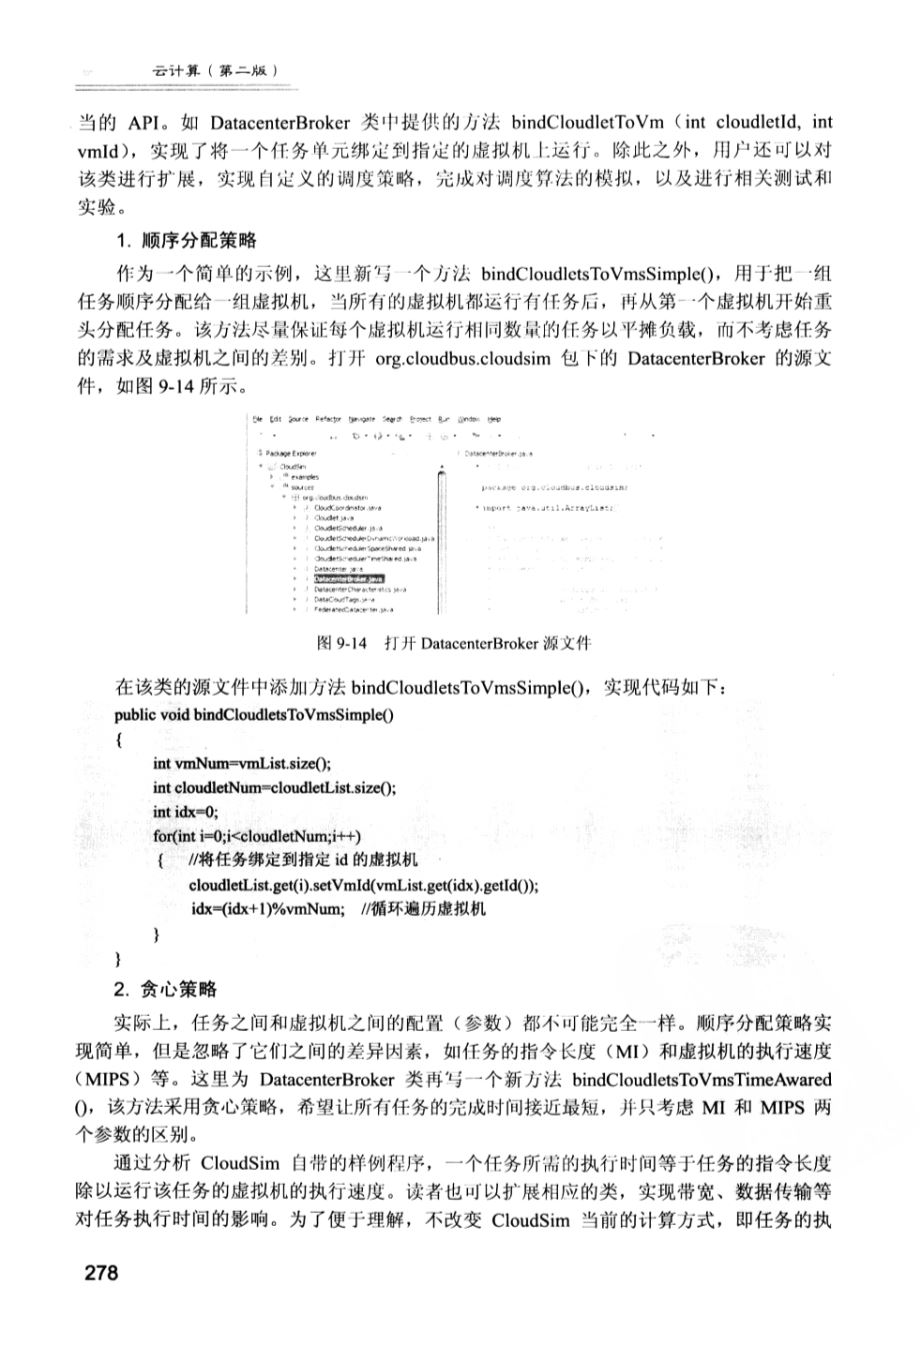 云计算（第二版）
当的 API。如 DatacenterBroker 类中提供的方法 bindCloudletToVm（int cloudletId, int
vmId），实现了将一个任务单元绑定到指定的虚拟机上运行。除此之外，用户还可以对
该类进行扩展，实现自定义的调度策略，完成对调度算法的模拟，以及进行相关测试和
实验。
1. 顺序分配策略
作为一个简单的示例，这里新写一个方法 bindCloudletsToVmsSimple()，用于把一组
任务顺序分配给一组虚拟机，当所有的虚拟机都运行有任务后，再从第一个虚拟机开始重
头分配任务。该方法尽量保证每个虚拟机运行相同数量的任务以平摊负载，而不考虑任务
的需求及虚拟机之间的差别。打开 org.cloudbus.cloudsim 包下的 DatacenterBroker 的源文
件，如图 9-14 所示。
File Edit Source Refactor Navigate Search Project Run Window Help
Package Explorer
DatacenterBroker.java
CloudSim
examples
sources
package org.cloudbus.cloudsim;
org.cloudbus.cloudsim
CloudCoordinator.java
import java.util.ArrayList;
Cloudlet.java
CloudletScheduler.java
CloudletSchedulerDynamicWorkload.java
CloudletSchedulerSpaceShared.java
CloudletSchedulerTimeShared.java
Datacenter.java
DatacenterBroker.java
DatacenterCharacteristics.java
DataCloudTags.java
FederatedDatacenter.java
图 9-14 打开 DatacenterBroker 源文件
在该类的源文件中添加方法 bindCloudletsToVmsSimple()，实现代码如下：
public void bindCloudletsToVmsSimple()
{
int vmNum=vmList.size();
int cloudletNum=cloudletList.size();
int idx=0;
for(int i=0;i<cloudletNum;i++)
{ //将任务绑定到指定 id 的虚拟机
cloudletList.get(i).setVmId(vmList.get(idx).getId());
idx=(idx+1)%vmNum; //循环遍历虚拟机
}
}
2. 贪心策略
实际上，任务之间和虚拟机之间的配置（参数）都不可能完全一样。顺序分配策略实
现简单，但是忽略了它们之间的差异因素，如任务的指令长度（MI）和虚拟机的执行速度
（MIPS）等。这里为 DatacenterBroker 类再写一个新方法 bindCloudletsToVmsTimeAwared
()，该方法采用贪心策略，希望让所有任务的完成时间接近最短，并只考虑 MI 和 MIPS 两
个参数的区别。
通过分析 CloudSim 自带的样例程序，一个任务所需的执行时间等于任务的指令长度
除以运行该任务的虚拟机的执行速度。读者也可以扩展相应的类，实现带宽、数据传输等
对任务执行时间的影响。为了便于理解，不改变 CloudSim 当前的计算方式，即任务的执
278